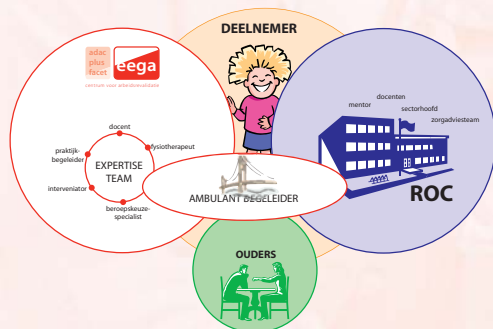 DEELNEMER
adac
plus
facet
eega
centrum voor arbeidsrevalidatie
docent
praktijk-
begeleider
fysiotherapeut
EXPERTISE
TEAM
interveniator
beroepskeuze-
specialist
docenten
mentor
sectorhoofd
zorgadviesteam
ROC
AMBULANT BEGELEIDER
OUDERS